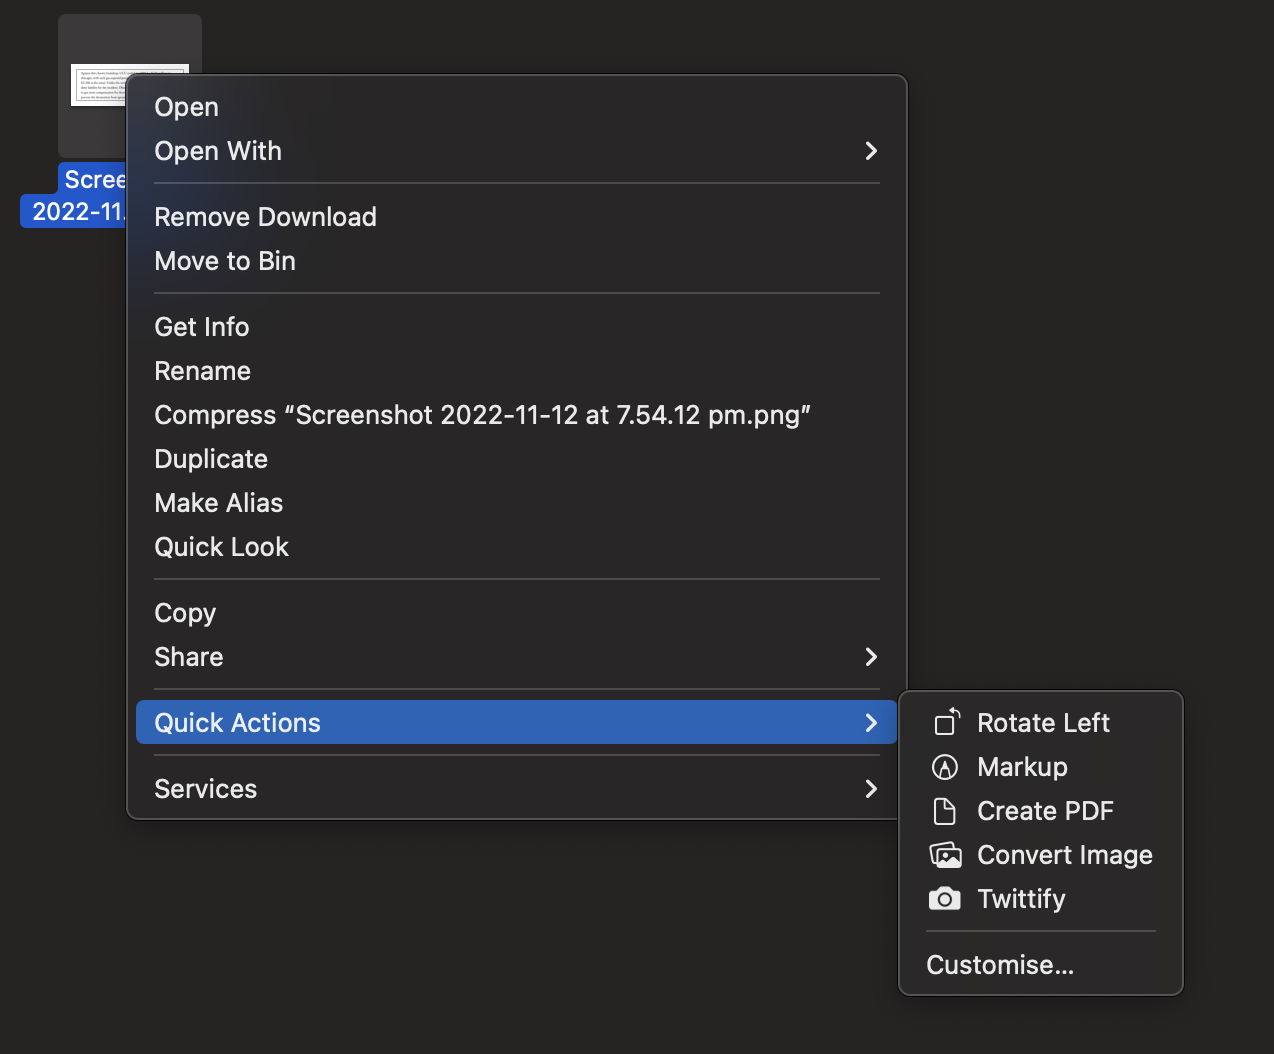 Scree
2022-11.
Open
Open With
Remove Download
Move to Bin
Get Info
Rename
Compress “Screenshot 2022-11-12 at 7.54.12 pm.png”
Duplicate
Make Alias
Quick Look
Copy
Share
Quick Actions
Services
Rotate Left
Markup
Create PDF
Convert Image
Twittify
Customise...